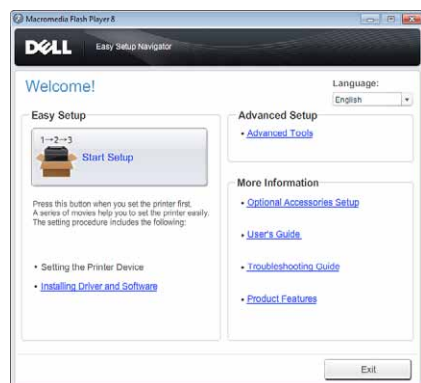 Macromedia Flash Player 8
DELL
Easy Setup Navigator
Welcome!
Language:
English
Easy Setup
1→2→3
Start Setup
Press this button when you set the printer first.
A series of movies help you to set the printer easily.
The setting procedure includes the following:
• Setting the Printer Device
• Installing Driver and Software
Advanced Setup
• Advanced Tools
More Information
• Optional Accessories Setup
• User's Guide
• Troubleshooting Guide
• Product Features
Exit